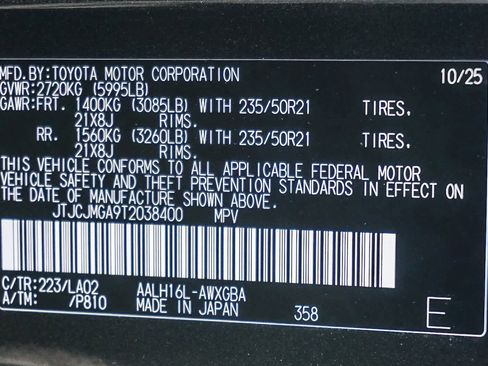 MFD.BY:TOYOTA MOTOR CORPORATION 10/25
GVWR:2720KG (5995LB)
GAWR:FRT. 1400KG (3085LB) WITH 235/50R21 TIRES,
21X8J RIMS.
RR. 1560KG (3260LB) WITH 235/50R21 TIRES,
21X8J RIMS.
THIS VEHICLE CONFORMS TO ALL APPLICABLE FEDERAL MOTOR
VEHICLE SAFETY AND THEFT PREVENTION STANDARDS IN EFFECT ON
THE DATE OF MANUFACTURE SHOWN ABOVE.
JTJCJMGA9T2038400 MPV
C/TR:223/LA02 AALH16L-AWXGBA
A/TM: /P810 MADE IN JAPAN 358 E